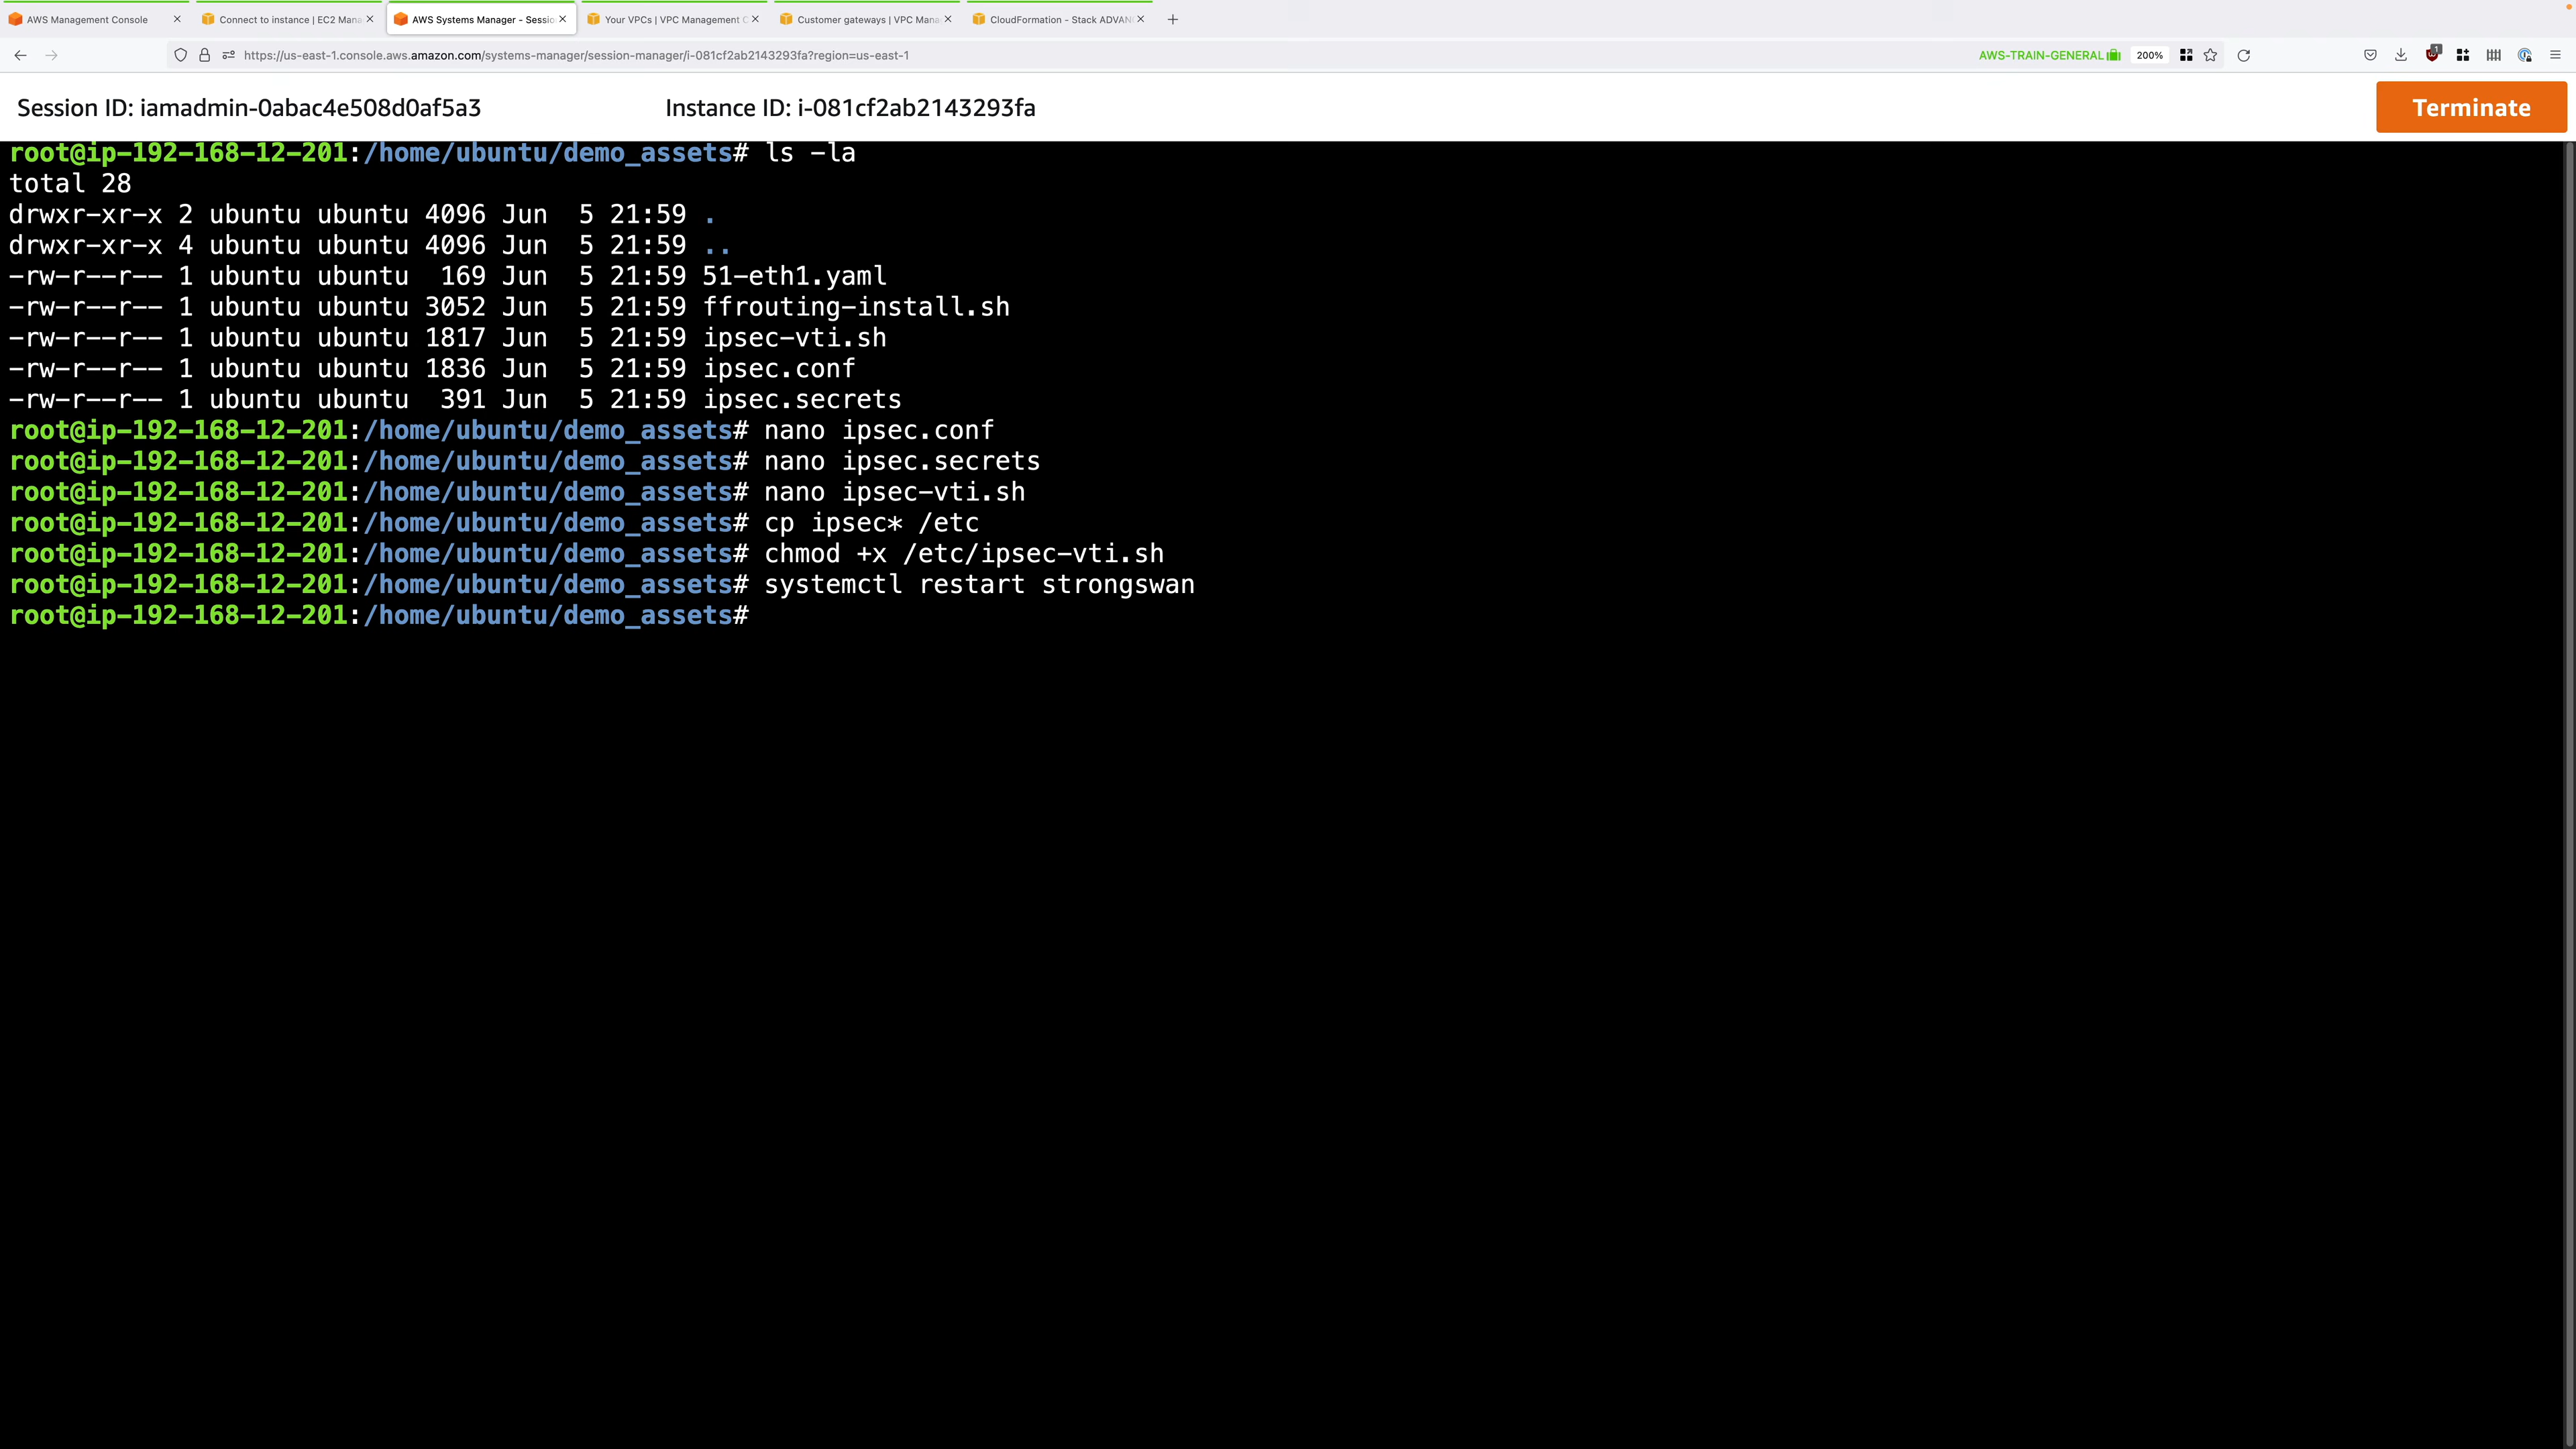 AWS Management Console
Connect to instance | EC2 Mana
AWS Systems Manager - Sessio
Your VPCs | VPC Management C
Customer gateways | VPC Mana
CloudFormation - Stack ADVAN
https://us-east-1.console.aws.amazon.com/systems-manager/session-manager/i-081cf2ab2143293fa?region=us-east-1
AWS-TRAIN-GENERAL
200%
1
Session ID: iamadmin-0abac4e508d0af5a3
Instance ID: i-081cf2ab2143293fa
Terminate
root@ip-192-168-12-201:/home/ubuntu/demo_assets# ls -la
total 28
drwxr-xr-x 2 ubuntu ubuntu 4096 Jun  5 21:59 .
drwxr-xr-x 4 ubuntu ubuntu 4096 Jun  5 21:59 ..
-rw-r--r-- 1 ubuntu ubuntu  169 Jun  5 21:59 51-eth1.yaml
-rw-r--r-- 1 ubuntu ubuntu 3052 Jun  5 21:59 ffrouting-install.sh
-rw-r--r-- 1 ubuntu ubuntu 1817 Jun  5 21:59 ipsec-vti.sh
-rw-r--r-- 1 ubuntu ubuntu 1836 Jun  5 21:59 ipsec.conf
-rw-r--r-- 1 ubuntu ubuntu  391 Jun  5 21:59 ipsec.secrets
root@ip-192-168-12-201:/home/ubuntu/demo_assets# nano ipsec.conf
root@ip-192-168-12-201:/home/ubuntu/demo_assets# nano ipsec.secrets
root@ip-192-168-12-201:/home/ubuntu/demo_assets# nano ipsec-vti.sh
root@ip-192-168-12-201:/home/ubuntu/demo_assets# cp ipsec* /etc
root@ip-192-168-12-201:/home/ubuntu/demo_assets# chmod +x /etc/ipsec-vti.sh
root@ip-192-168-12-201:/home/ubuntu/demo_assets# systemctl restart strongswan
root@ip-192-168-12-201:/home/ubuntu/demo_assets#